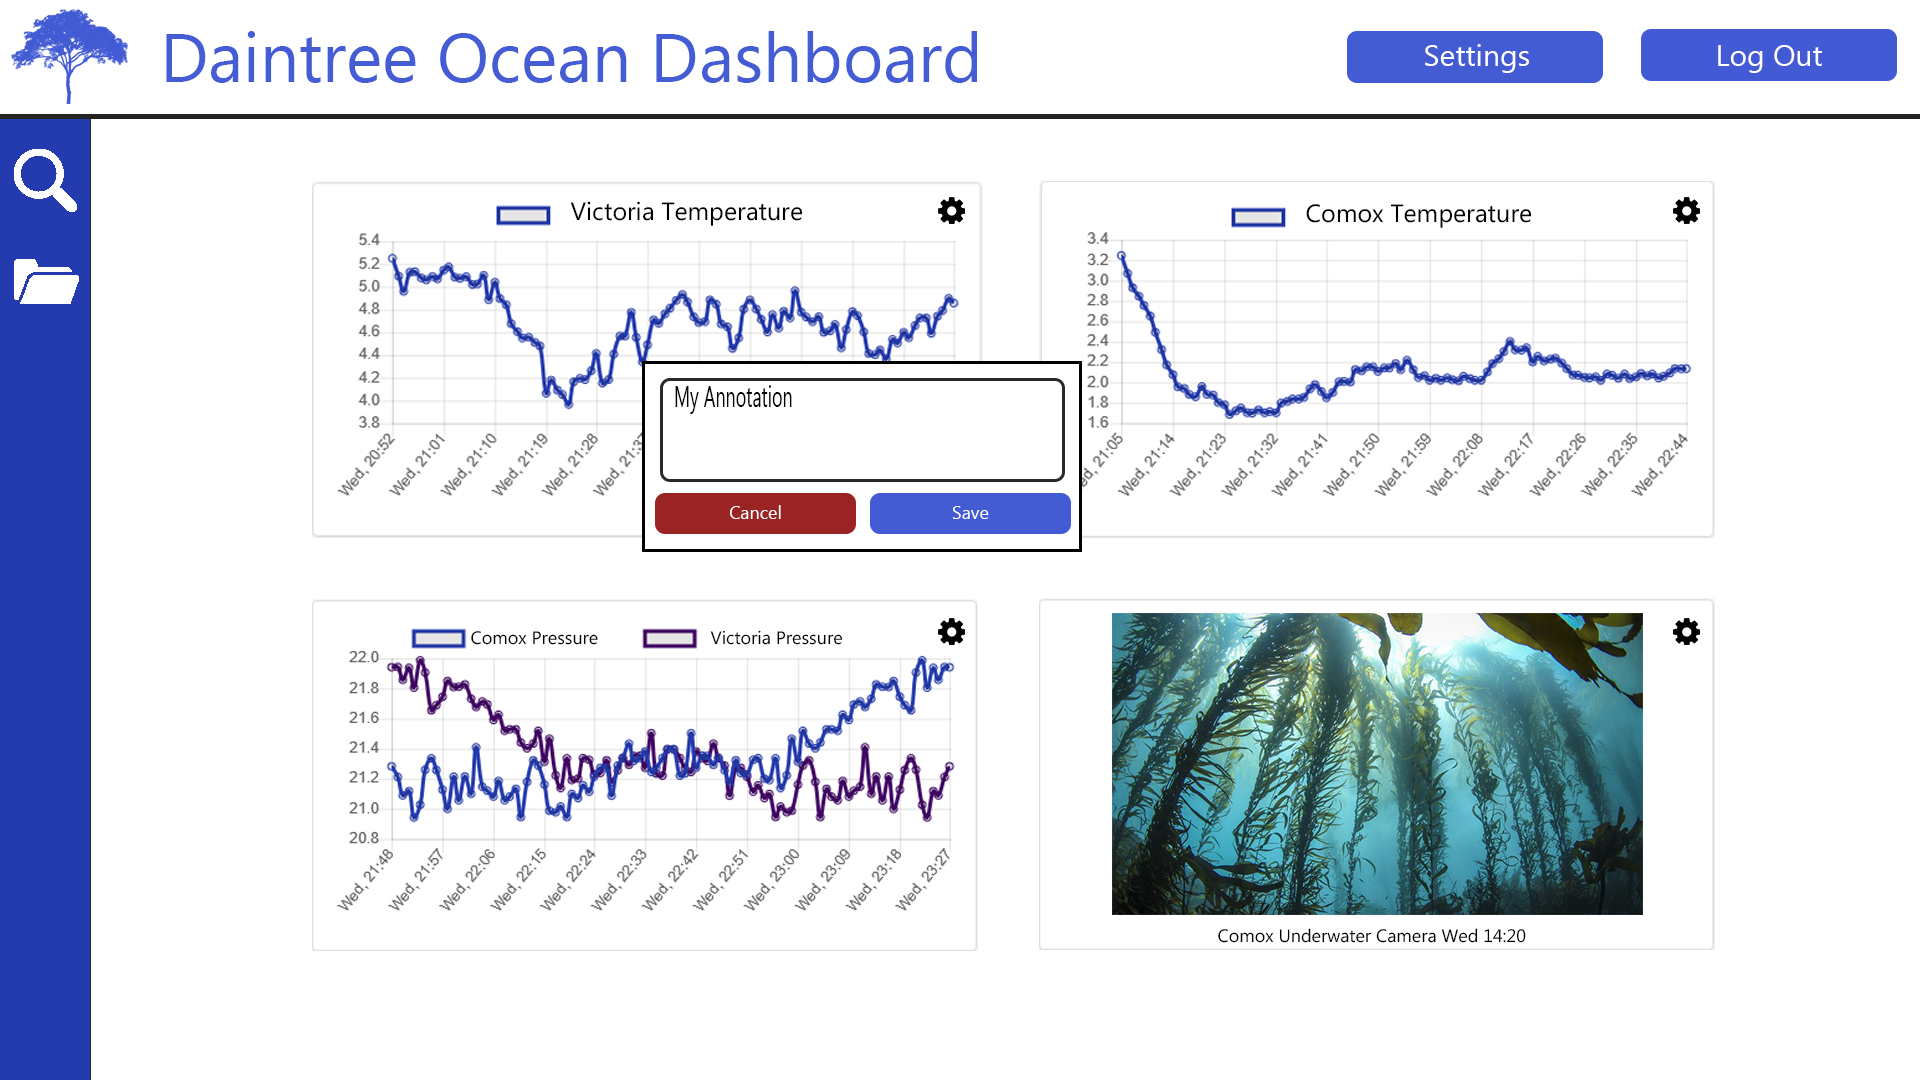 Daintree Ocean Dashboard
Settings
Log Out
Victoria Temperature
5.4
5.2
5.0
4.8
4.6
4.4
4.2
4.0
3.8
Wed, 20:52
Wed, 21:01
Wed, 21:10
Wed, 21:19
Wed, 21:28
Comox Temperature
3.4
3.2
3.0
2.8
2.6
2.4
2.2
2.0
1.8
1.6
Wed, 21:14
Wed, 21:23
Wed, 21:32
Wed, 21:41
Wed, 21:50
Wed, 21:59
Wed, 22:08
Wed, 22:17
Wed, 22:26
Wed, 22:35
Wed, 22:44
My Annotation
Cancel
Save
Comox Pressure
Victoria Pressure
22.0
21.8
21.6
21.4
21.2
21.0
20.8
Wed, 21:48
Wed, 21:57
Wed, 22:06
Wed, 22:15
Wed, 22:24
Wed, 22:33
Wed, 22:42
Wed, 22:51
Wed, 23:00
Wed, 23:09
Wed, 23:18
Wed, 23:27
Comox Underwater Camera Wed 14:20